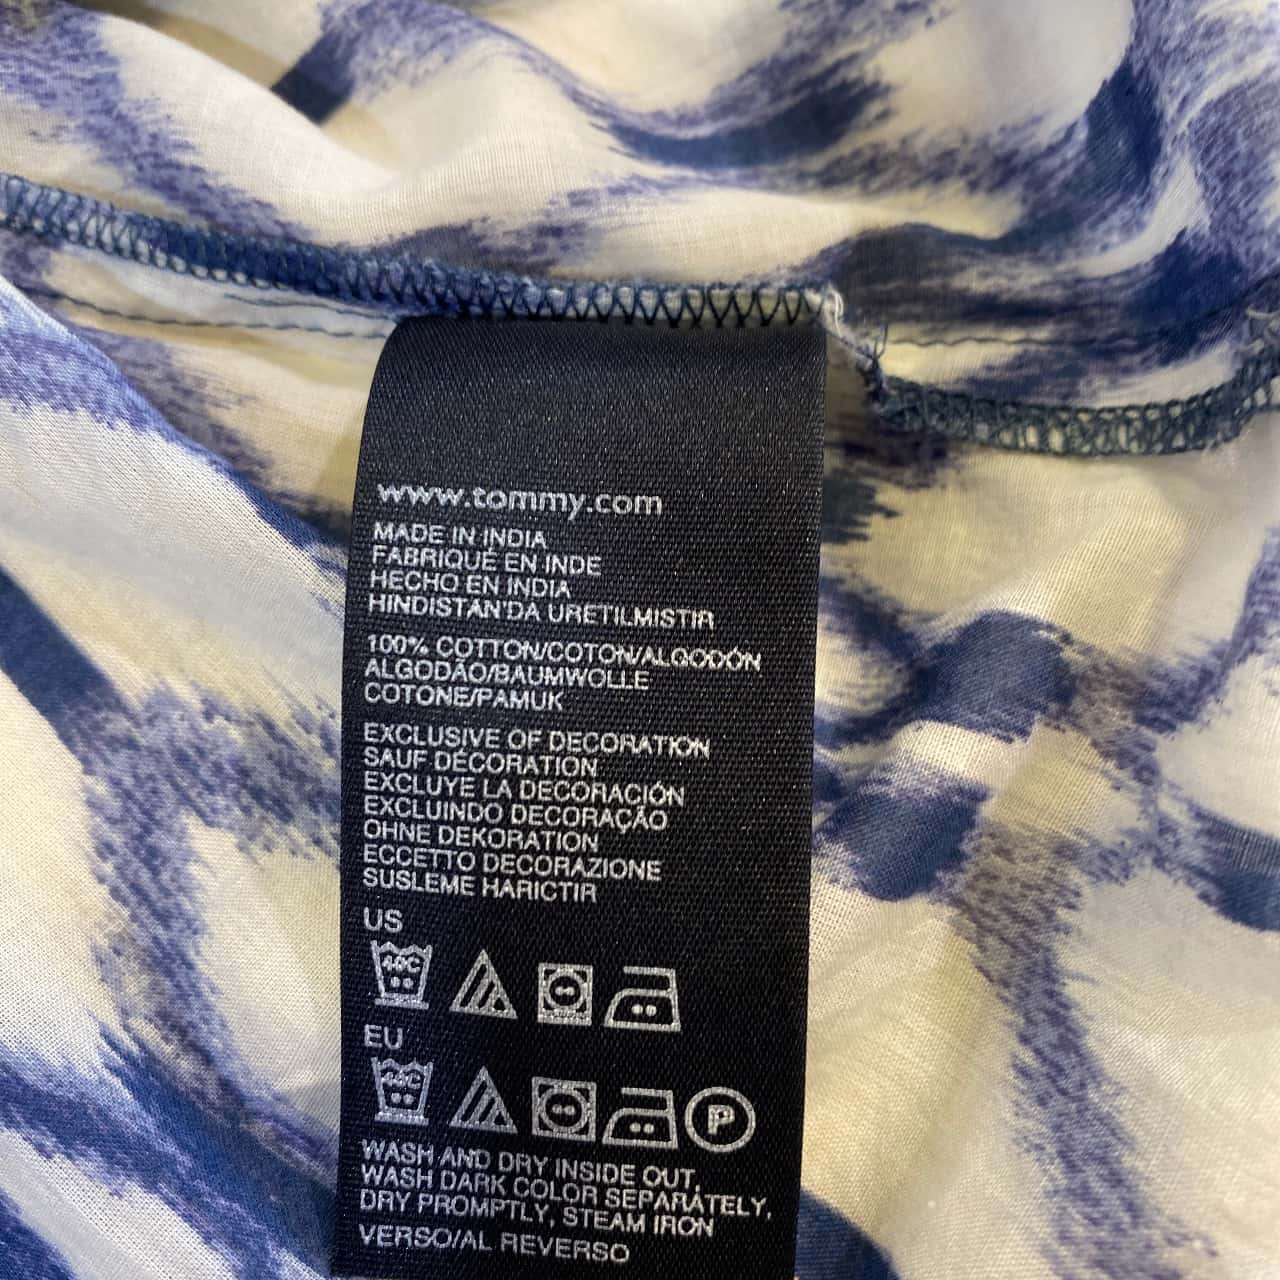 www.tommy.com
MADE IN INDIA
FABRIQUÉ EN INDE
HECHO EN INDIA
HINDISTAN'DA URETILMISTIR
100% COTTON/COTON/ALGODÓN
ALGODÃO/BAUMWOLLE
COTONE/PAMUK
EXCLUSIVE OF DECORATION
SAUF DÉCORATION
EXCLUYE LA DECORACIÓN
EXCLUINDO DECORAÇÃO
OHNE DEKORATION
ECCETTO DECORAZIONE
SUSLEME HARICTIR
US
40C
EU
40C P
WASH AND DRY INSIDE OUT,
WASH DARK COLOR SEPARATELY,
DRY PROMPTLY, STEAM IRON
VERSO/AL REVERSO